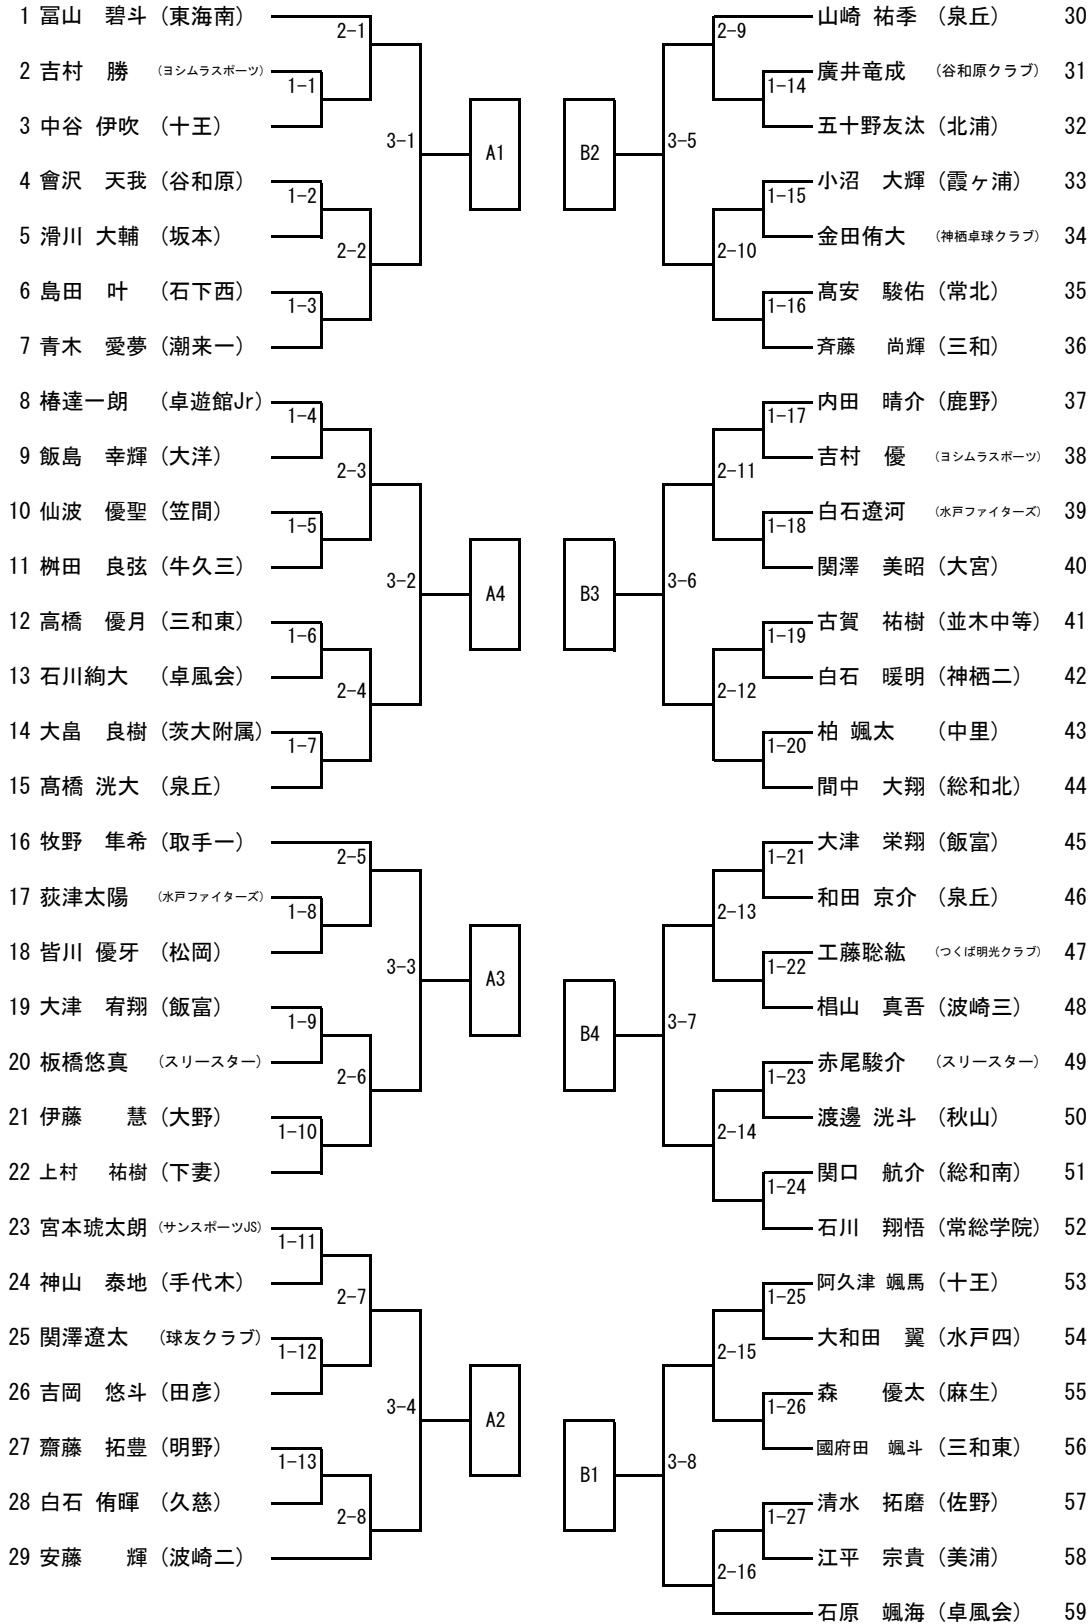 1 冨山　碧斗（東海南）
2 吉村　勝　（ヨシムラスポーツ）
3 中谷 伊吹（十王）
4 會沢　天我（谷和原）
5 滑川 大輔（坂本）
6 島田　叶　（石下西）
7 青木　愛夢（潮来一）
8 椿達一朗　（卓遊館Jr）
9 飯島　幸輝（大洋）
10 仙波　優聖（笠間）
11 桝田　良弦（牛久三）
12 高橋　優月（三和東）
13 石川絢大　（卓風会）
14 大畠　良樹（茨大附属）
15 髙橋 洸大（泉丘）
16 牧野　隼希（取手一）
17 荻津太陽　（水戸ファイターズ）
18 皆川 優牙（松岡）
19 大津　宥翔（飯富）
20 板橋悠真　（スリースター）
21 伊藤　　慧（大野）
22 上村　祐樹（下妻）
23 宮本琥太朗（サンスポーツJS）
24 神山　泰地（手代木）
25 関澤遼太　（球友クラブ）
26 吉岡　悠斗（田彦）
27 齋藤　拓豊（明野）
28 白石 侑暉（久慈）
29 安藤　　輝（波崎二）
2-1
1-1
3-1
1-2
2-2
1-3
1-4
2-3
1-5
3-2
1-6
2-4
1-7
2-5
1-8
3-3
1-9
2-6
1-10
1-11
2-7
1-12
3-4
1-13
2-8
A1
A4
A3
A2
B2
B3
B4
B1
2-9
1-14
3-5
1-15
2-10
1-16
1-17
2-11
1-18
3-6
1-19
2-12
1-20
1-21
2-13
1-22
3-7
1-23
2-14
1-24
1-25
2-15
1-26
3-8
1-27
2-16
山崎 祐季（泉丘） 30
廣井竜成　（谷和原クラブ） 31
五十野友汰（北浦） 32
小沼　大輝（霞ヶ浦） 33
金田侑大　（神栖卓球クラブ） 34
髙安　駿佑（常北） 35
斉藤　尚輝（三和） 36
内田　晴介（鹿野） 37
吉村　優　（ヨシムラスポーツ） 38
白石遼河　（水戸ファイターズ） 39
関澤　美昭（大宮） 40
古賀　祐樹（並木中等） 41
白石　暖明（神栖二） 42
柏 颯太　（中里） 43
間中　大翔（総和北） 44
大津　栄翔（飯富） 45
和田 京介（泉丘） 46
工藤聡紘　（つくば明光クラブ） 47
椙山　真吾（波崎三） 48
赤尾駿介　（スリースター） 49
渡邊 洸斗（秋山） 50
関口　航介（総和南） 51
石川　翔悟（常総学院） 52
阿久津 颯馬（十王） 53
大和田　翼（水戸四） 54
森　　優太（麻生） 55
國府田　颯斗（三和東） 56
清水　拓磨（佐野） 57
江平　宗貴（美浦） 58
石原　颯海（卓風会） 59